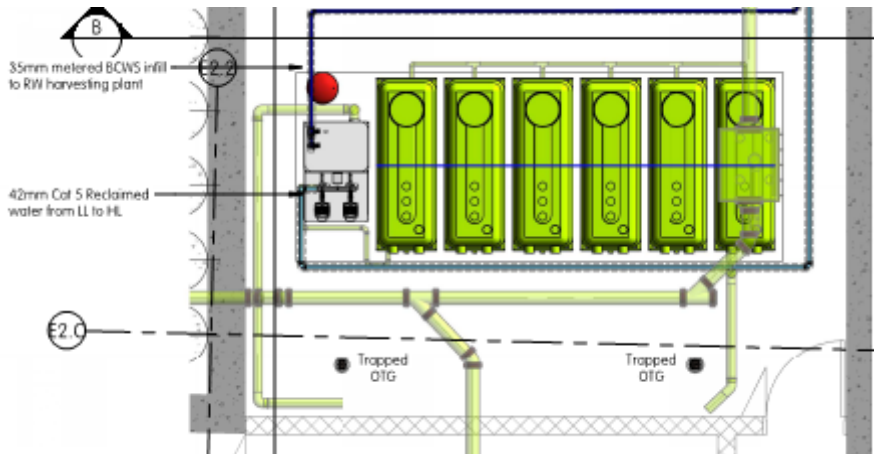 B
35mm metered BCWS infill
to RW harvesting plant
E2.2
42mm Cat 5 Reclaimed
water from LL to HL
E2.C
Trapped
OTG
Trapped
OTG